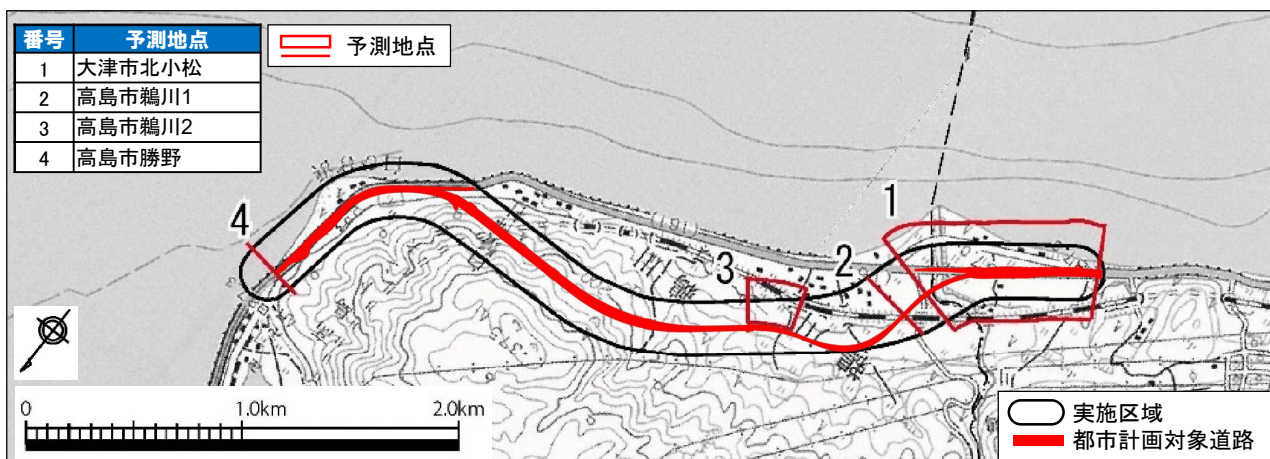 番号 予測地点
1 大津市北小松
2 高島市鵜川1
3 高島市鵜川2
4 高島市勝野
予測地点
1
2
3
4
0 1.0km 2.0km
実施区域
都市計画対象道路